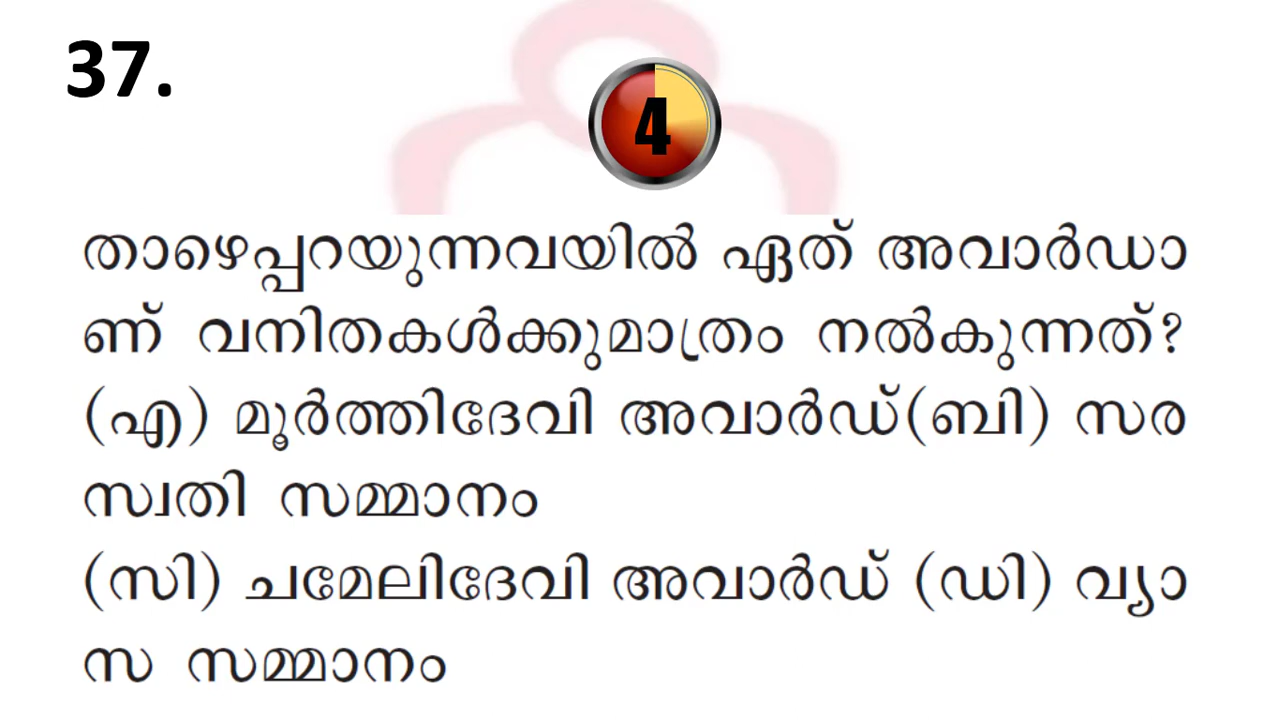 37.
4
താഴെപ്പറയുന്നവയിൽ ഏത് അവാർഡാ
ണ് വനിതകൾക്കുമാത്രം നൽകുന്നത്?
(എ) മൂർത്തിദേവി അവാർഡ്(ബി) സര
സ്വതി സമ്മാനം
(സി) ചമേലിദേവി അവാർഡ് (ഡി) വ്യാ
സ സമ്മാനം